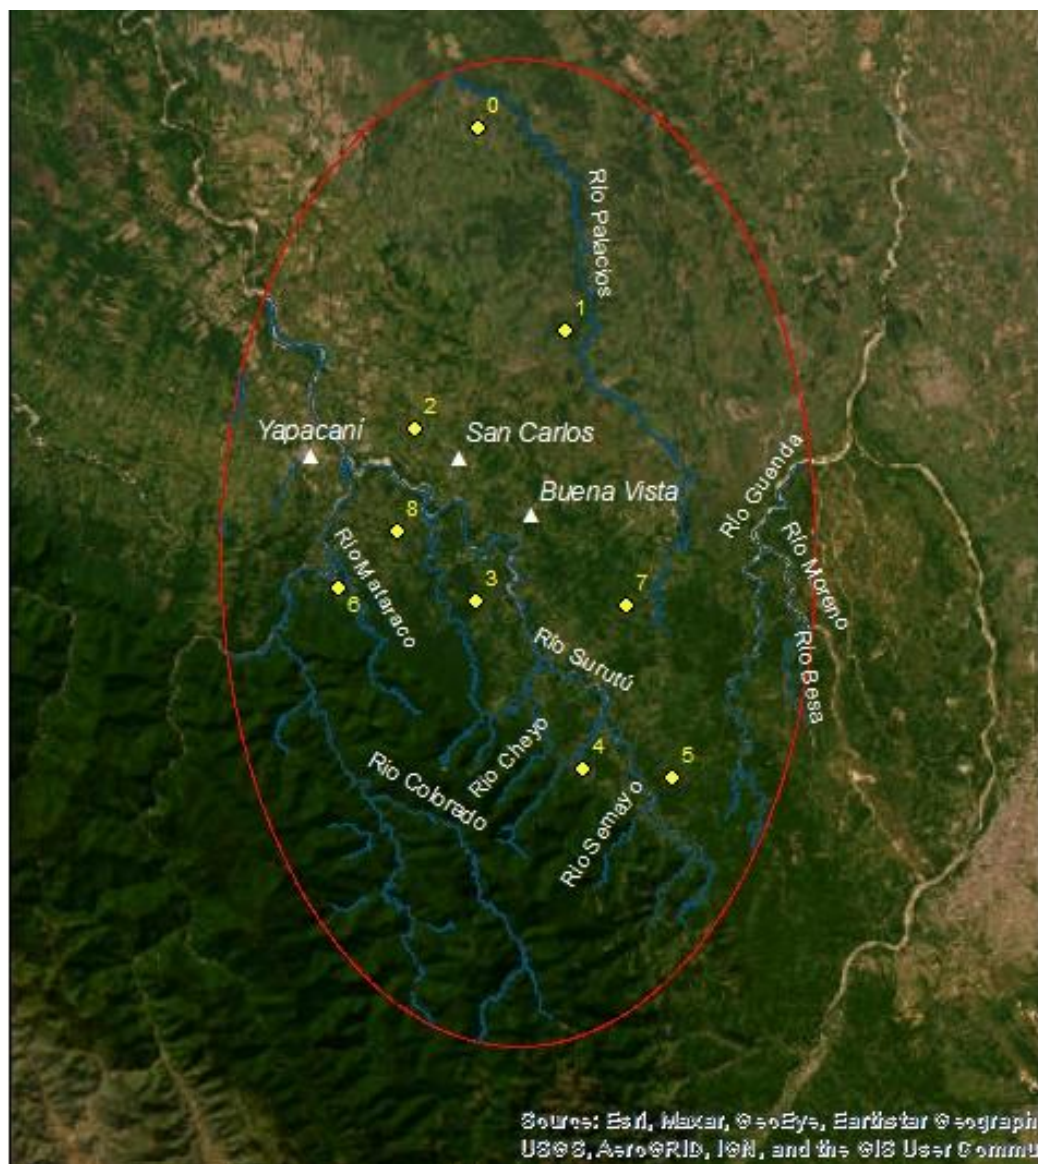 0
Río Palacios
1
2
Yapacaní
San Carlos
Buena Vista
Río Guenda
8
Río Mataraco
Río Moreno
3
7
6
Río Surutú
Río Besa
Río Cheyo
4
5
Río Colorado
Río Semayo
Source: Esri, Maxar, GeoEye, Earthstar Geograph
USGS, AeroGRID, IGN, and the GIS User Commu